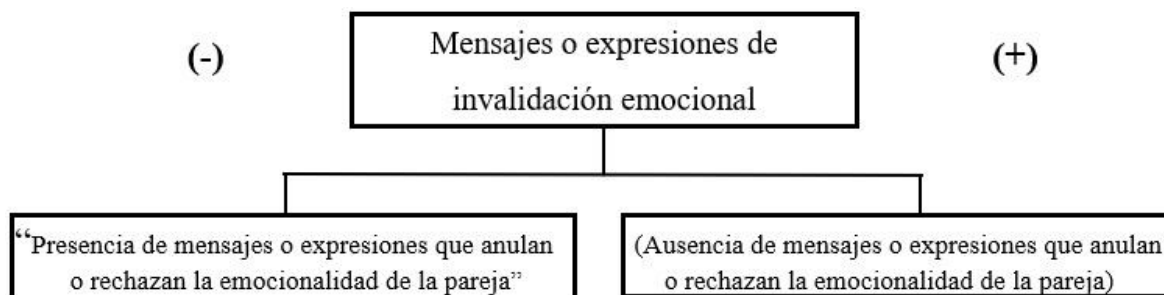 (-)
Mensajes o expresiones de
invalidación emocional
(+)
“Presencia de mensajes o expresiones que anulan
o rechazan la emocionalidad de la pareja”
(Ausencia de mensajes o expresiones que anulan
o rechazan la emocionalidad de la pareja)